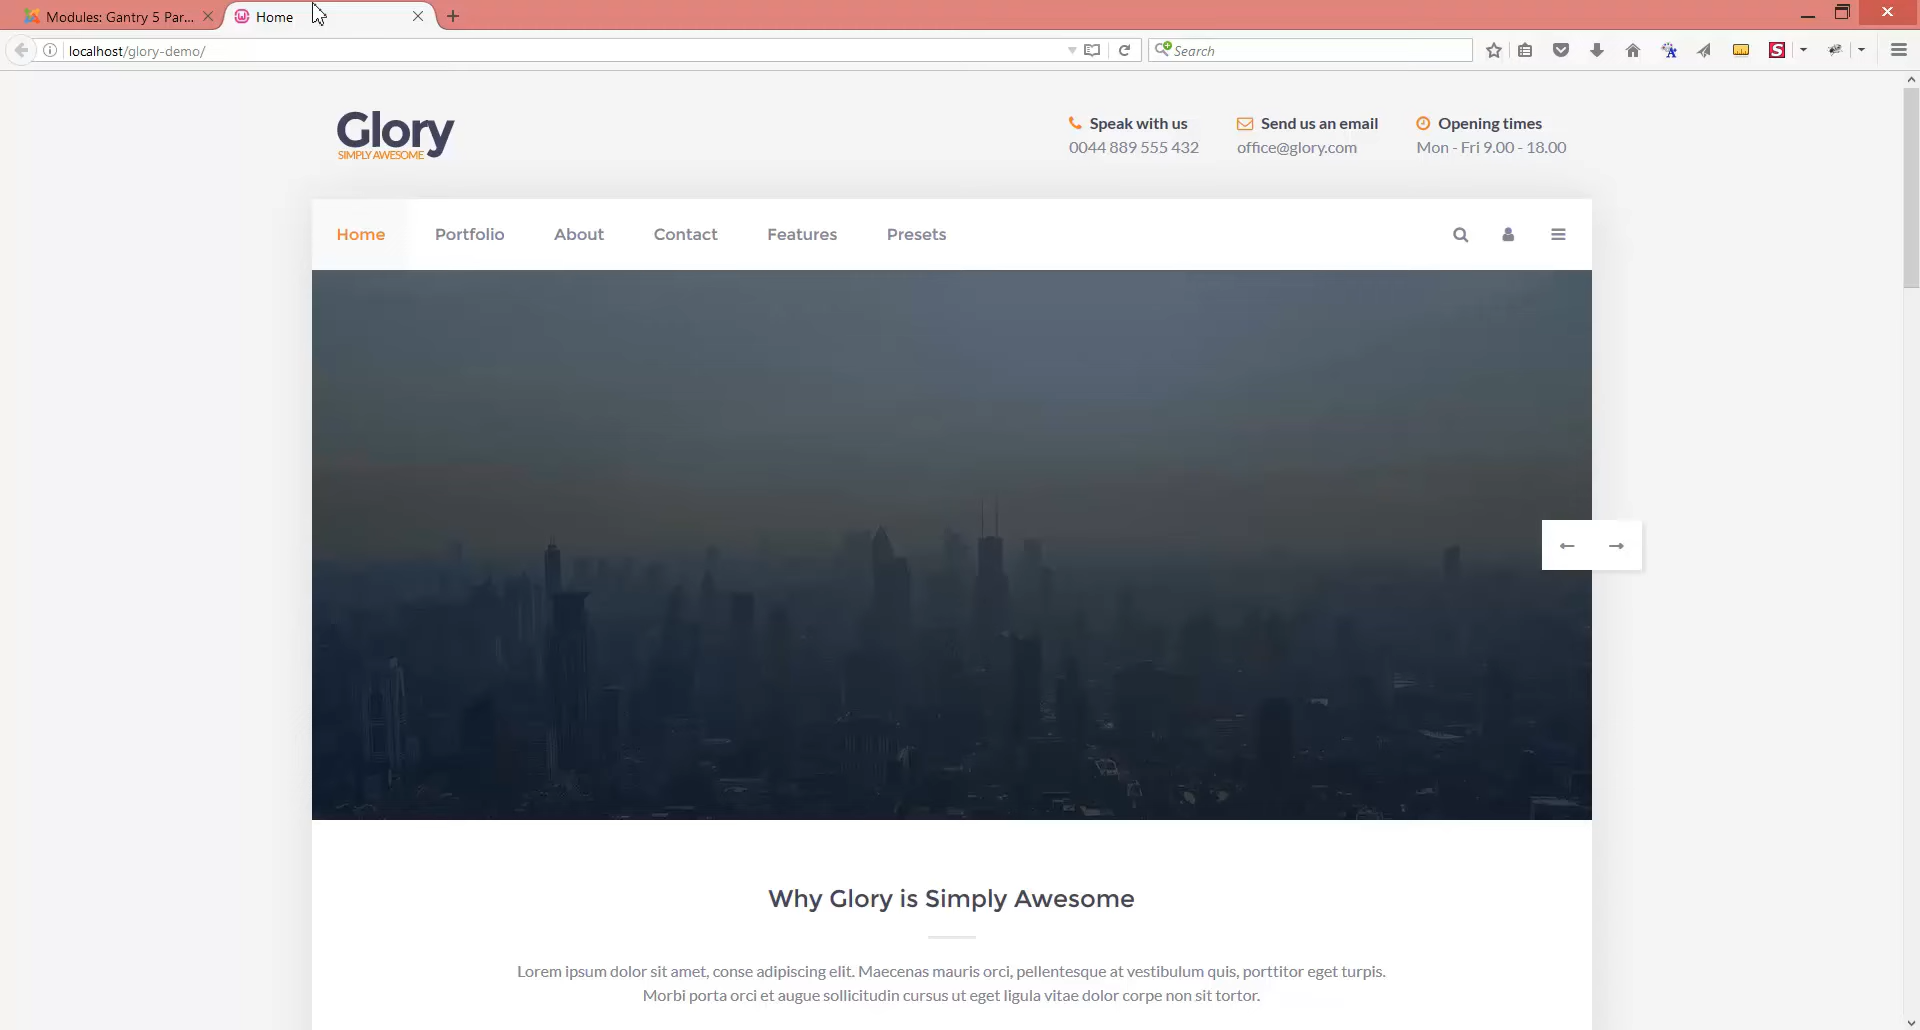 Modules: Gantry 5 Par...
Home
localhost/glory-demo/
Search
Glory
SIMPLY AWESOME
Speak with us
0044 889 555 432
Send us an email
office@glory.com
Opening times
Mon - Fri 9.00 - 18.00
Home Portfolio About Contact Features Presets
Why Glory is Simply Awesome
Lorem ipsum dolor sit amet, conse adipiscing elit. Maecenas mauris orci, pellentesque at vestibulum quis, porttitor eget turpis.
Morbi porta orci et augue sollicitudin cursus ut eget ligula vitae dolor corpe non sit tortor.